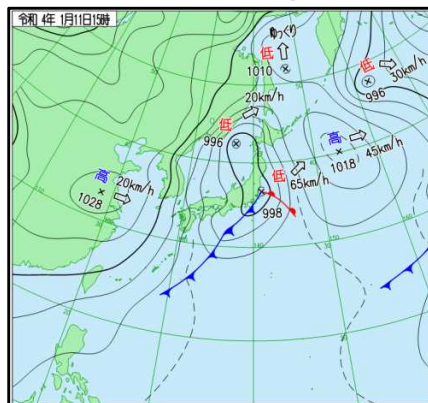 令和 4年 1月11日15時
ゆっくり
低
1010
低
30km/h
996
20km/h
低
996
高
1018
45km/h
高
20km/h
1028
低
65km/h
998